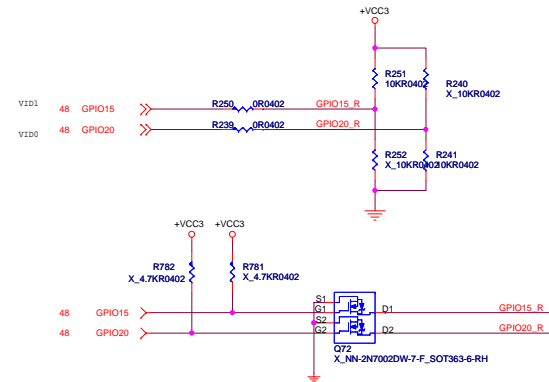 +VCC3
R251
10KR0402
R240
X_10KR0402
VID1 48 GPIO15 R250 0R0402 GPIO15_R
VID0 48 GPIO20 R239 0R0402 GPIO20_R
R252
X_10KR0402
R241
10KR0402
+VCC3 +VCC3
R782
X_4.7KR0402
R781
X_4.7KR0402
S1
48 GPIO15 G1 D1 GPIO15_R
S2
48 GPIO20 G2 D2 GPIO20_R
Q72
X_NN-2N7002DW-7-F_SOT363-6-RH